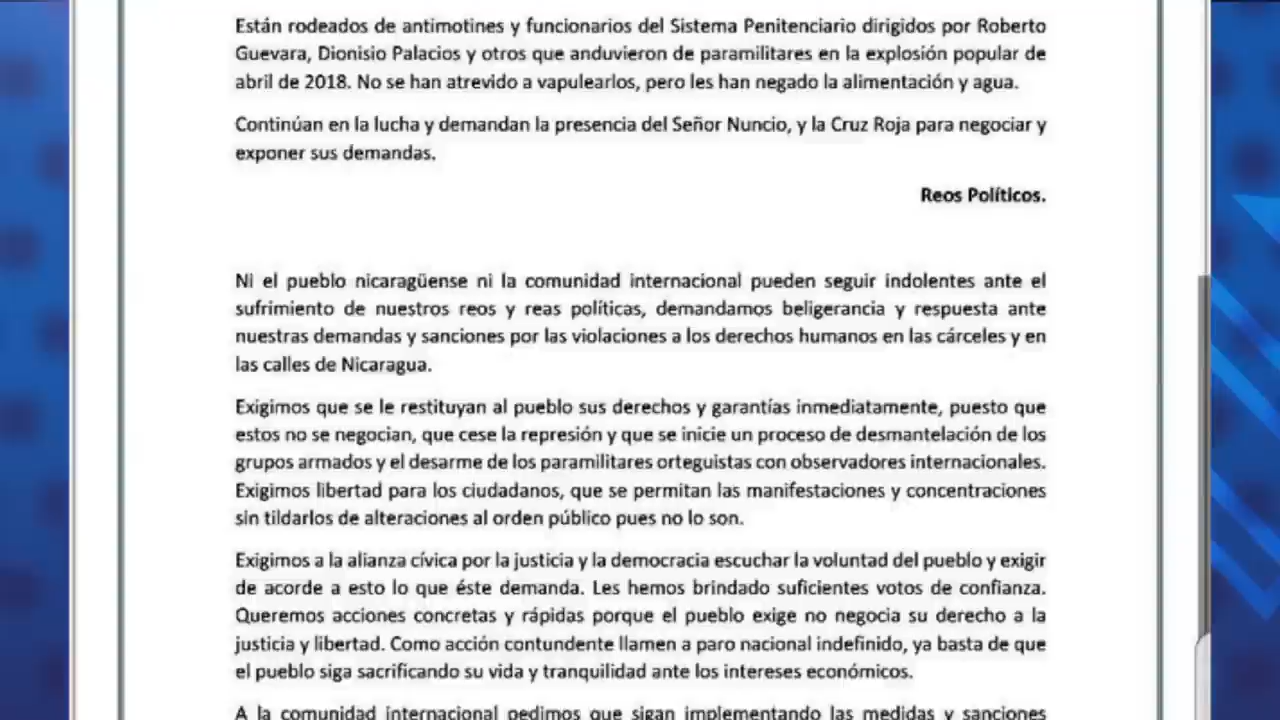 Están rodeados de antimotines y funcionarios del Sistema Penitenciario dirigidos por Roberto
Guevara, Dionisio Palacios y otros que anduvieron de paramilitares en la explosión popular de
abril de 2018. No se han atrevido a vapulearlos, pero les han negado la alimentación y agua.
Continúan en la lucha y demandan la presencia del Señor Nuncio, y la Cruz Roja para negociar y
exponer sus demandas.
Reos Políticos.
Ni el pueblo nicaragüense ni la comunidad internacional pueden seguir indolentes ante el
sufrimiento de nuestros reos y reas políticas, demandamos beligerancia y respuesta ante
nuestras demandas y sanciones por las violaciones a los derechos humanos en las cárceles y en
las calles de Nicaragua.
Exigimos que se le restituyan al pueblo sus derechos y garantías inmediatamente, puesto que
estos no se negocian, que cese la represión y que se inicie un proceso de desmantelación de los
grupos armados y el desarme de los paramilitares orteguistas con observadores internacionales.
Exigimos libertad para los ciudadanos, que se permitan las manifestaciones y concentraciones
sin tildarlos de alteraciones al orden público pues no lo son.
Exigimos a la alianza cívica por la justicia y la democracia escuchar la voluntad del pueblo y exigir
de acorde a esto lo que éste demanda. Les hemos brindado suficientes votos de confianza.
Queremos acciones concretas y rápidas porque el pueblo exige no negocia su derecho a la
justicia y libertad. Como acción contundente llamen a paro nacional indefinido, ya basta de que
el pueblo siga sacrificando su vida y tranquilidad ante los intereses económicos.
A la comunidad internacional pedimos que sigan implementando las medidas y sanciones